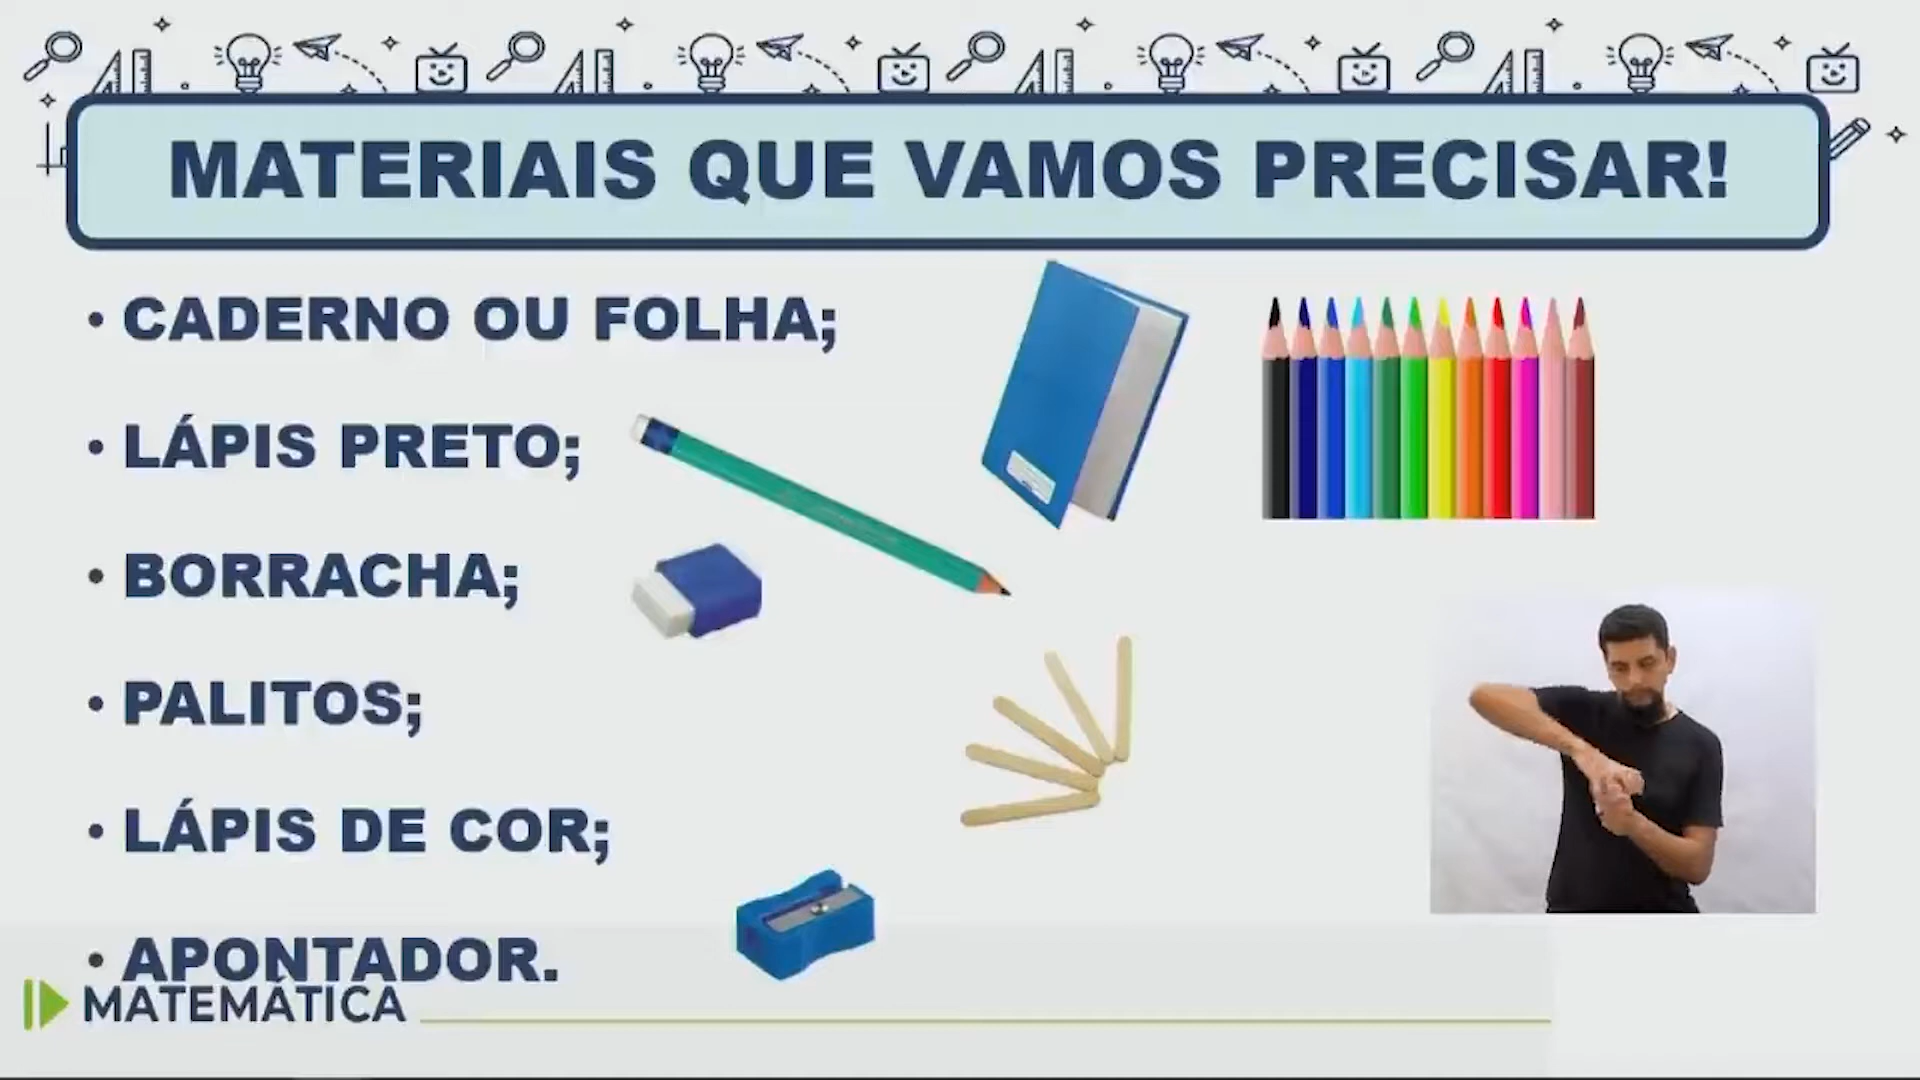 MATERIAIS QUE VAMOS PRECISAR!
• CADERNO OU FOLHA;
• LÁPIS PRETO;
• BORRACHA;
• PALITOS;
• LÁPIS DE COR;
• APONTADOR.
MATEMÁTICA